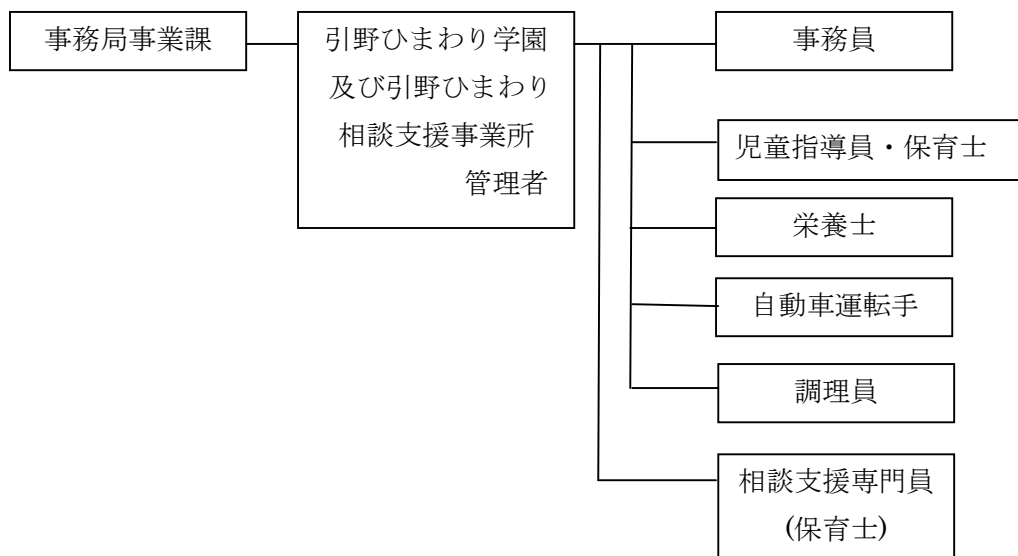 事務局事業課
引野ひまわり学園
及び引野ひまわり
相談支援事業所
管理者
事務員
児童指導員・保育士
栄養士
自動車運転手
調理員
相談支援専門員
(保育士)